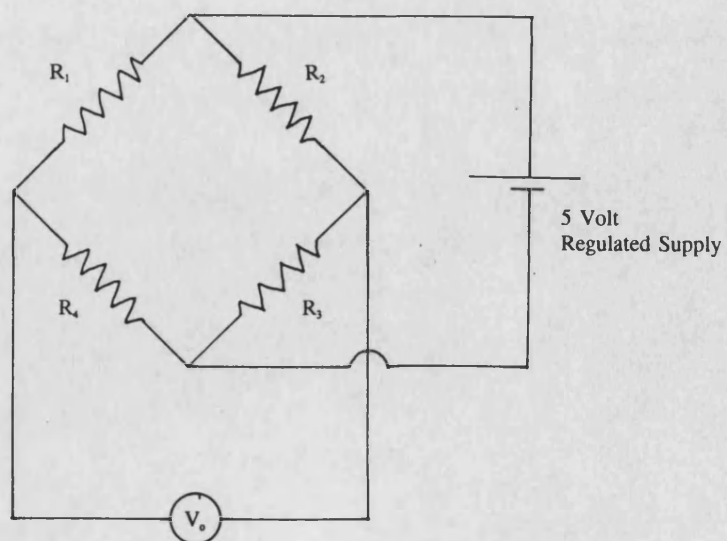 R₁
R₂
5 Volt
Regulated Supply
R₄
R₃
Vₒ